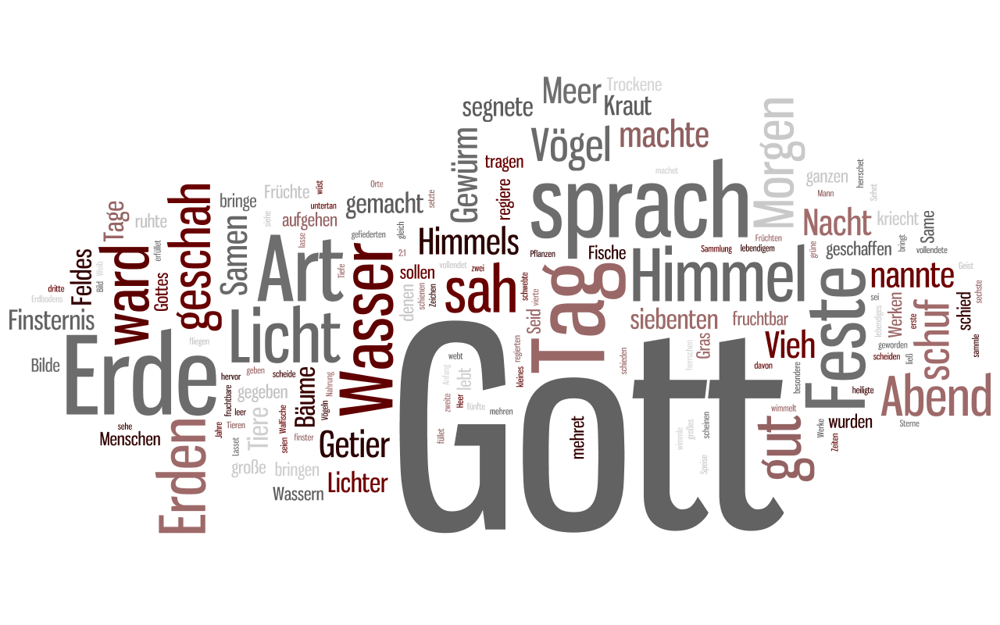 Meer
Trockene
segnete
Kraut
Morgen
Gewürm
Vögel
machte
tragen
machet
ganzen
herrschet
Sehet
Mann
regiere
sprach
geschah
wüst
Orte
Früchte
bringe
untertan
gemacht
setzte
Tage
ruhte
siehe
aufgehen
Nacht
kriecht
Same
Samen
lasse
gefiederten
gleich
Himmels
Früchten
bringt
erfüllet
Art
Wasser
2:1
Pflanzen
Fische
Sammlung
lebendigem
grüne
geschaffen
vollendete
Feldes
Weib
Bild
ward
Gottes
Tiefe
sollen
vollendet
zwei
sah
schwebte
Tag
Himmel
Feste
nannte
Geist
dritte
Erdbodens
denen
schienen
Zeichen
vierte
Seid
sei.
Werken
erste
schuf
schied
sechste
Finsternis
Licht
siebenten
fruchtbar
lebendiges
Erde
fliegen
regierten
herrschen
Gras
Vieh
geworden
scheiden
ließ
sammle
Bilde
geben
scheide
webt
Gott
schieden
davon
besondere
hervor
Bäume
Nahrung
Anfang
lebt
kleines
heiligte
Abend
fruchtbare
gegeben
leer
Vögeln
zweite
Heer
fünfte
mehren
wimmelt
Erden
sehe
Menschen
Jahre
Tieren
Tiere
Walfische
finster
füllet
mehret
wimmle
großes
scheinen
gut
Werke
wurden
Sterne
Zeiten
Lasset
seien
Getier
Speise
große
bringen
Lichter
Wassern